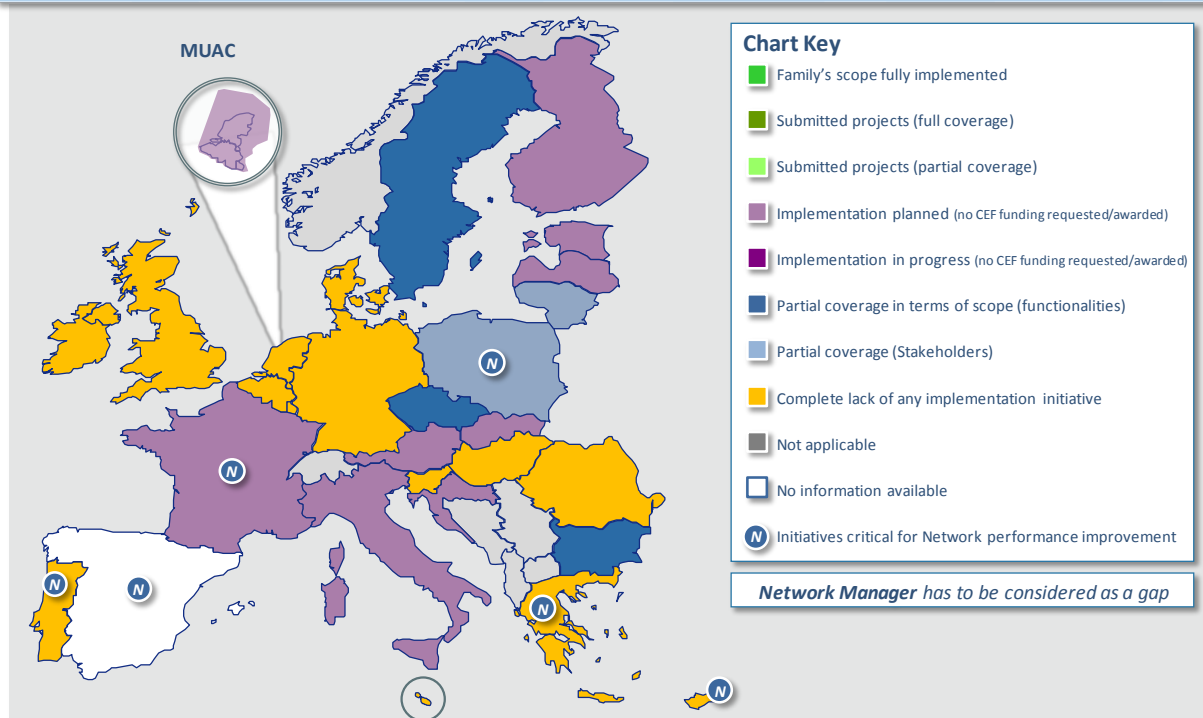 MUAC
Chart Key
Family's scope fully implemented
Submitted projects (full coverage)
Submitted projects (partial coverage)
Implementation planned (no CEF funding requested/awarded)
Implementation in progress (no CEF funding requested/awarded)
Partial coverage in terms of scope (functionalities)
Partial coverage (Stakeholders)
Complete lack of any implementation initiative
Not applicable
No information available
N Initiatives critical for Network performance improvement
Network Manager has to be considered as a gap
N
N
N
N
N
N